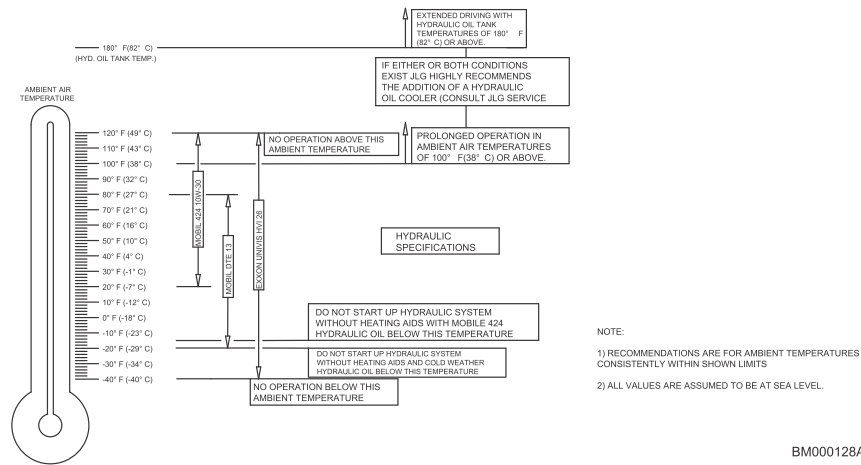 EXTENDED DRIVING WITH
HYDRAULIC OIL TANK
TEMPERATURES OF 180° F
(82° C) OR ABOVE.
180° F(82° C)
(HYD. OIL TANK TEMP.)
IF EITHER OR BOTH CONDITIONS
EXIST JLG HIGHLY RECOMMENDS
THE ADDITION OF A HYDRAULIC
OIL COOLER (CONSULT JLG SERVICE
AMBIENT AIR
TEMPERATURE
120° F (49° C)
110° F (43° C)
100° F (38° C)
90° F (32° C)
80° F (27° C)
70° F (21° C)
60° F (16° C)
50° F (10° C)
40° F (4° C)
30° F (-1° C)
20° F (-7° C)
10° F (-12° C)
0° F (-18° C)
-10° F (-23° C)
-20° F (-29° C)
-30° F (-34° C)
-40° F (-40° C)
NO OPERATION ABOVE THIS
AMBIENT TEMPERATURE
PROLONGED OPERATION IN
AMBIENT AIR TEMPERATURES
OF 100° F(38° C) OR ABOVE.
MOBIL 424 10W-30
MOBIL DTE 13
EXXON UNIVIS HVI 26
HYDRAULIC
SPECIFICATIONS
DO NOT START UP HYDRAULIC SYSTEM
WITHOUT HEATING AIDS WITH MOBILE 424
HYDRAULIC OIL BELOW THIS TEMPERATURE
DO NOT START UP HYDRAULIC SYSTEM
WITHOUT HEATING AIDS AND COLD WEATHER
HYDRAULIC OIL BELOW THIS TEMPERATURE
NO OPERATION BELOW THIS
AMBIENT TEMPERATURE
NOTE:
1) RECOMMENDATIONS ARE FOR AMBIENT TEMPERATURES
CONSISTENTLY WITHIN SHOWN LIMITS
2) ALL VALUES ARE ASSUMED TO BE AT SEA LEVEL.
BM000128A